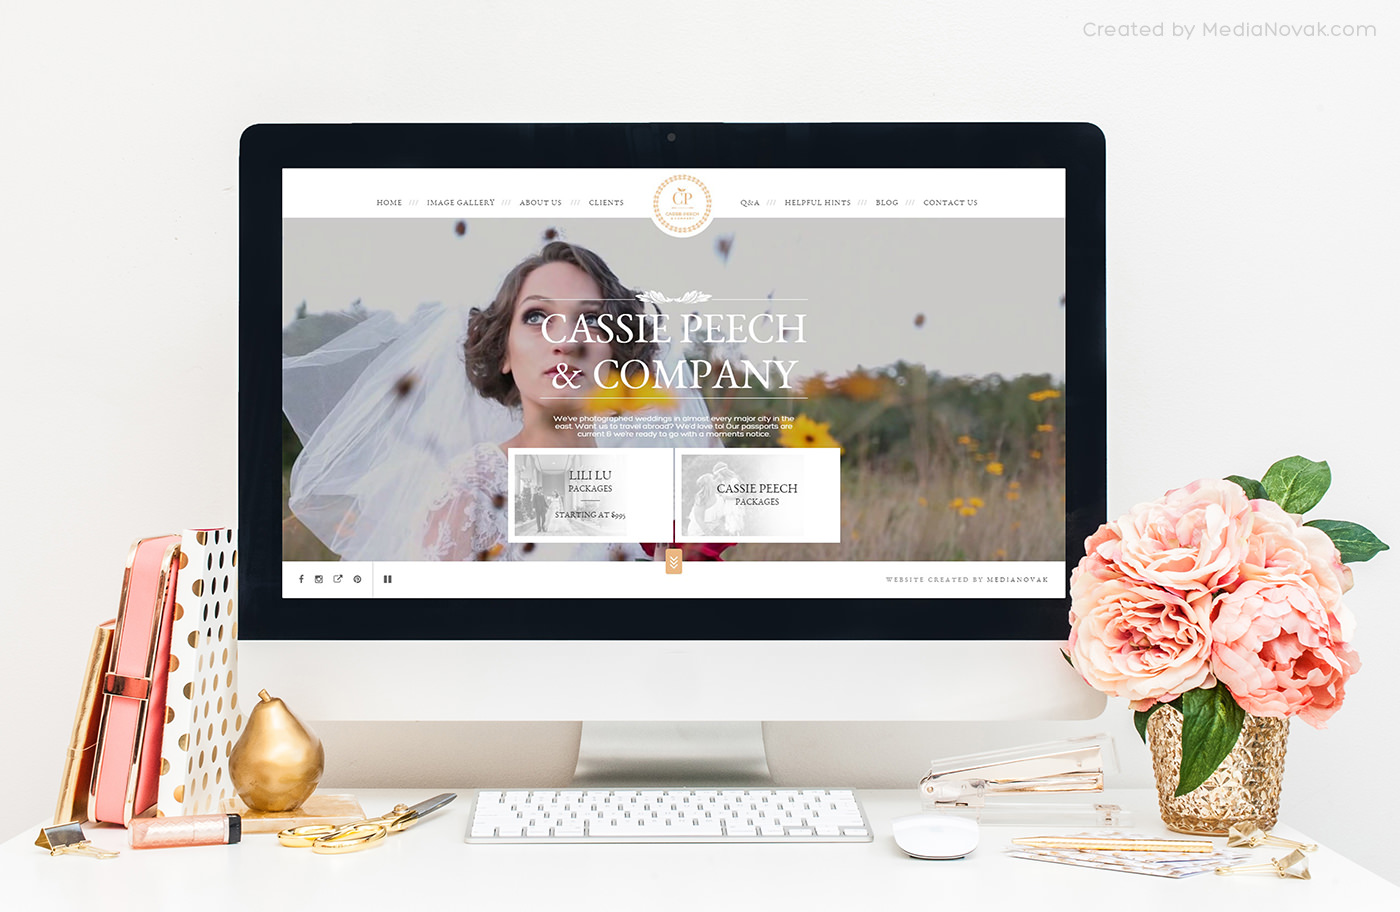 Created by MediaNovak.com
HOME /// IMAGE GALLERY /// ABOUT US /// CLIENTS
CP
CASSIE PEECH
& COMPANY
Q&A /// HELPFUL HINTS /// BLOG /// CONTACT US
CASSIE PEECH
& COMPANY
We've photographed weddings in almost every major city in the
east. Want us to travel abroad? We'd love to! Our passports are
current & we're ready to go with a moments notice.
LILI LU
PACKAGES
STARTING AT $995
CASSIE PEECH
PACKAGES
WEBSITE CREATED BY MEDIANOVAK